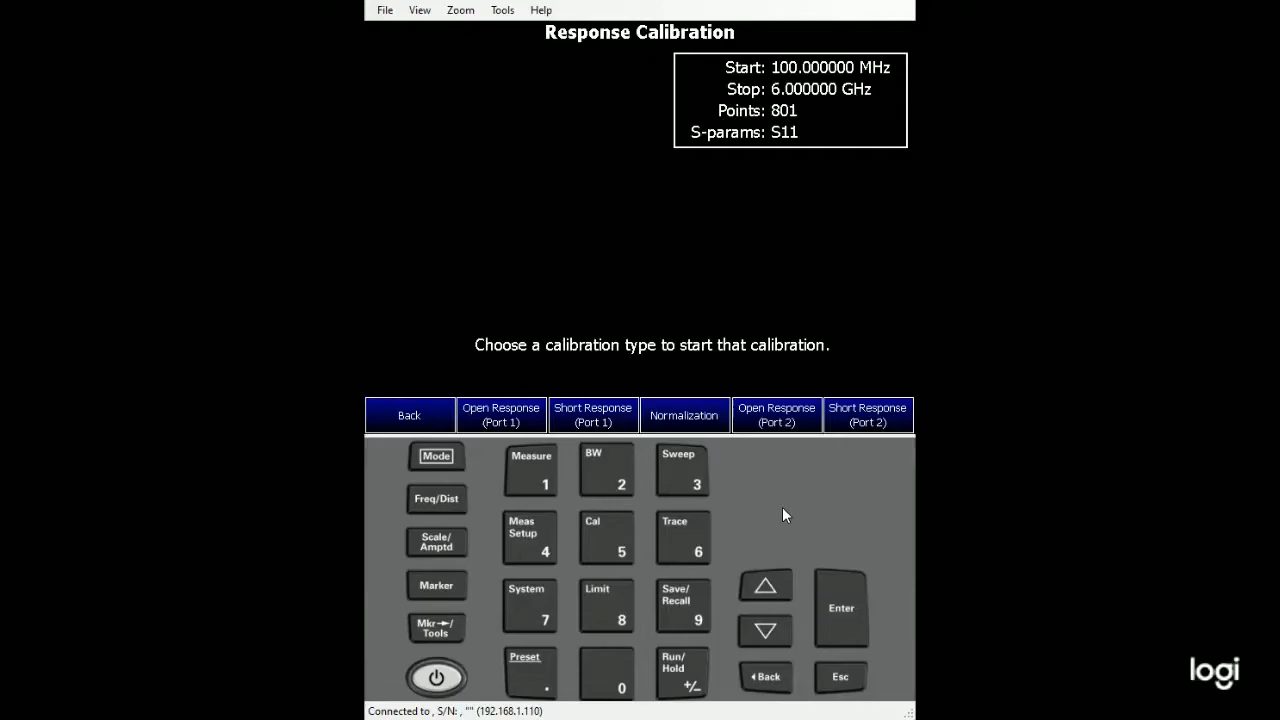 File View Zoom Tools Help
Response Calibration
Start: 100.000000 MHz
Stop: 6.000000 GHz
Points: 801
S-params: S11
Choose a calibration type to start that calibration.
Back
Open Response
(Port 1)
Short Response
(Port 1)
Normalization
Open Response
(Port 2)
Short Response
(Port 2)
Mode
Measure
1
BW
2
Sweep
3
Freq/Dist
Meas
Setup
4
Cal
5
Trace
6
Scale/
Amptd
Marker
System
7
Limit
8
Save/
Recall
9
Enter
Mkr→/
Tools
Preset
.
0
Run/
Hold
+/-
Back
Esc
logi
Connected to , S/N: , "" (192.168.1.110)